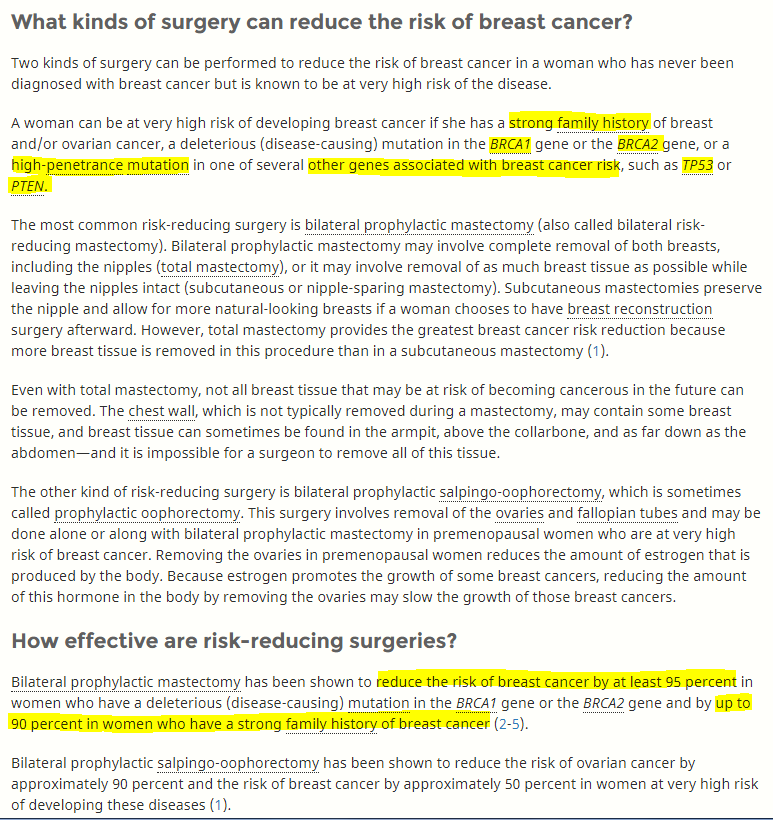 What kinds of surgery can reduce the risk of breast cancer?
Two kinds of surgery can be performed to reduce the risk of breast cancer in a woman who has never been
diagnosed with breast cancer but is known to be at very high risk of the disease.
A woman can be at very high risk of developing breast cancer if she has a strong family history of breast
and/or ovarian cancer, a deleterious (disease-causing) mutation in the BRCA1 gene or the BRCA2 gene, or a
high-penetrance mutation in one of several other genes associated with breast cancer risk, such as TP53 or
PTEN.
The most common risk-reducing surgery is bilateral prophylactic mastectomy (also called bilateral risk-
reducing mastectomy). Bilateral prophylactic mastectomy may involve complete removal of both breasts,
including the nipples (total mastectomy), or it may involve removal of as much breast tissue as possible while
leaving the nipples intact (subcutaneous or nipple-sparing mastectomy). Subcutaneous mastectomies preserve
the nipple and allow for more natural-looking breasts if a woman chooses to have breast reconstruction
surgery afterward. However, total mastectomy provides the greatest breast cancer risk reduction because
more breast tissue is removed in this procedure than in a subcutaneous mastectomy (1).
Even with total mastectomy, not all breast tissue that may be at risk of becoming cancerous in the future can
be removed. The chest wall, which is not typically removed during a mastectomy, may contain some breast
tissue, and breast tissue can sometimes be found in the armpit, above the collarbone, and as far down as the
abdomen—and it is impossible for a surgeon to remove all of this tissue.
The other kind of risk-reducing surgery is bilateral prophylactic salpingo-oophorectomy, which is sometimes
called prophylactic oophorectomy. This surgery involves removal of the ovaries and fallopian tubes and may be
done alone or along with bilateral prophylactic mastectomy in premenopausal women who are at very high
risk of breast cancer. Removing the ovaries in premenopausal women reduces the amount of estrogen that is
produced by the body. Because estrogen promotes the growth of some breast cancers, reducing the amount
of this hormone in the body by removing the ovaries may slow the growth of those breast cancers.
How effective are risk-reducing surgeries?
Bilateral prophylactic mastectomy has been shown to reduce the risk of breast cancer by at least 95 percent in
women who have a deleterious (disease-causing) mutation in the BRCA1 gene or the BRCA2 gene and by up to
90 percent in women who have a strong family history of breast cancer (2-5).
Bilateral prophylactic salpingo-oophorectomy has been shown to reduce the risk of ovarian cancer by
approximately 90 percent and the risk of breast cancer by approximately 50 percent in women at very high risk
of developing these diseases (1).